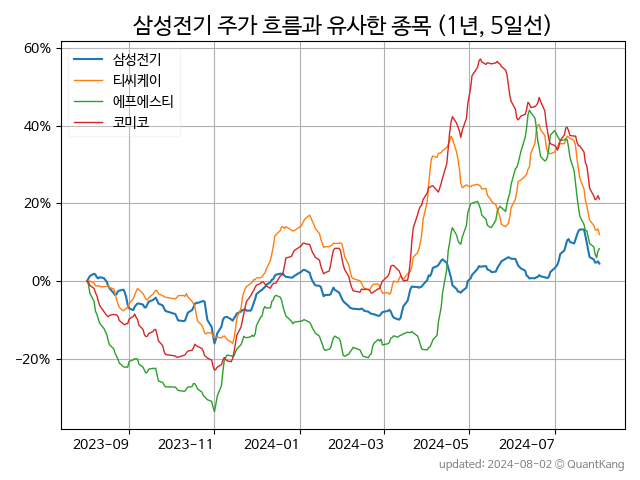 삼성전기 주가 흐름과 유사한 종목 (1년, 5일선)
60%
40%
20%
0%
−20%
삼성전기
티씨케이
에프에스티
코미코
2023-09 2023-11 2024-01 2024-03 2024-05 2024-07
updated: 2024-08-02 © QuantKang